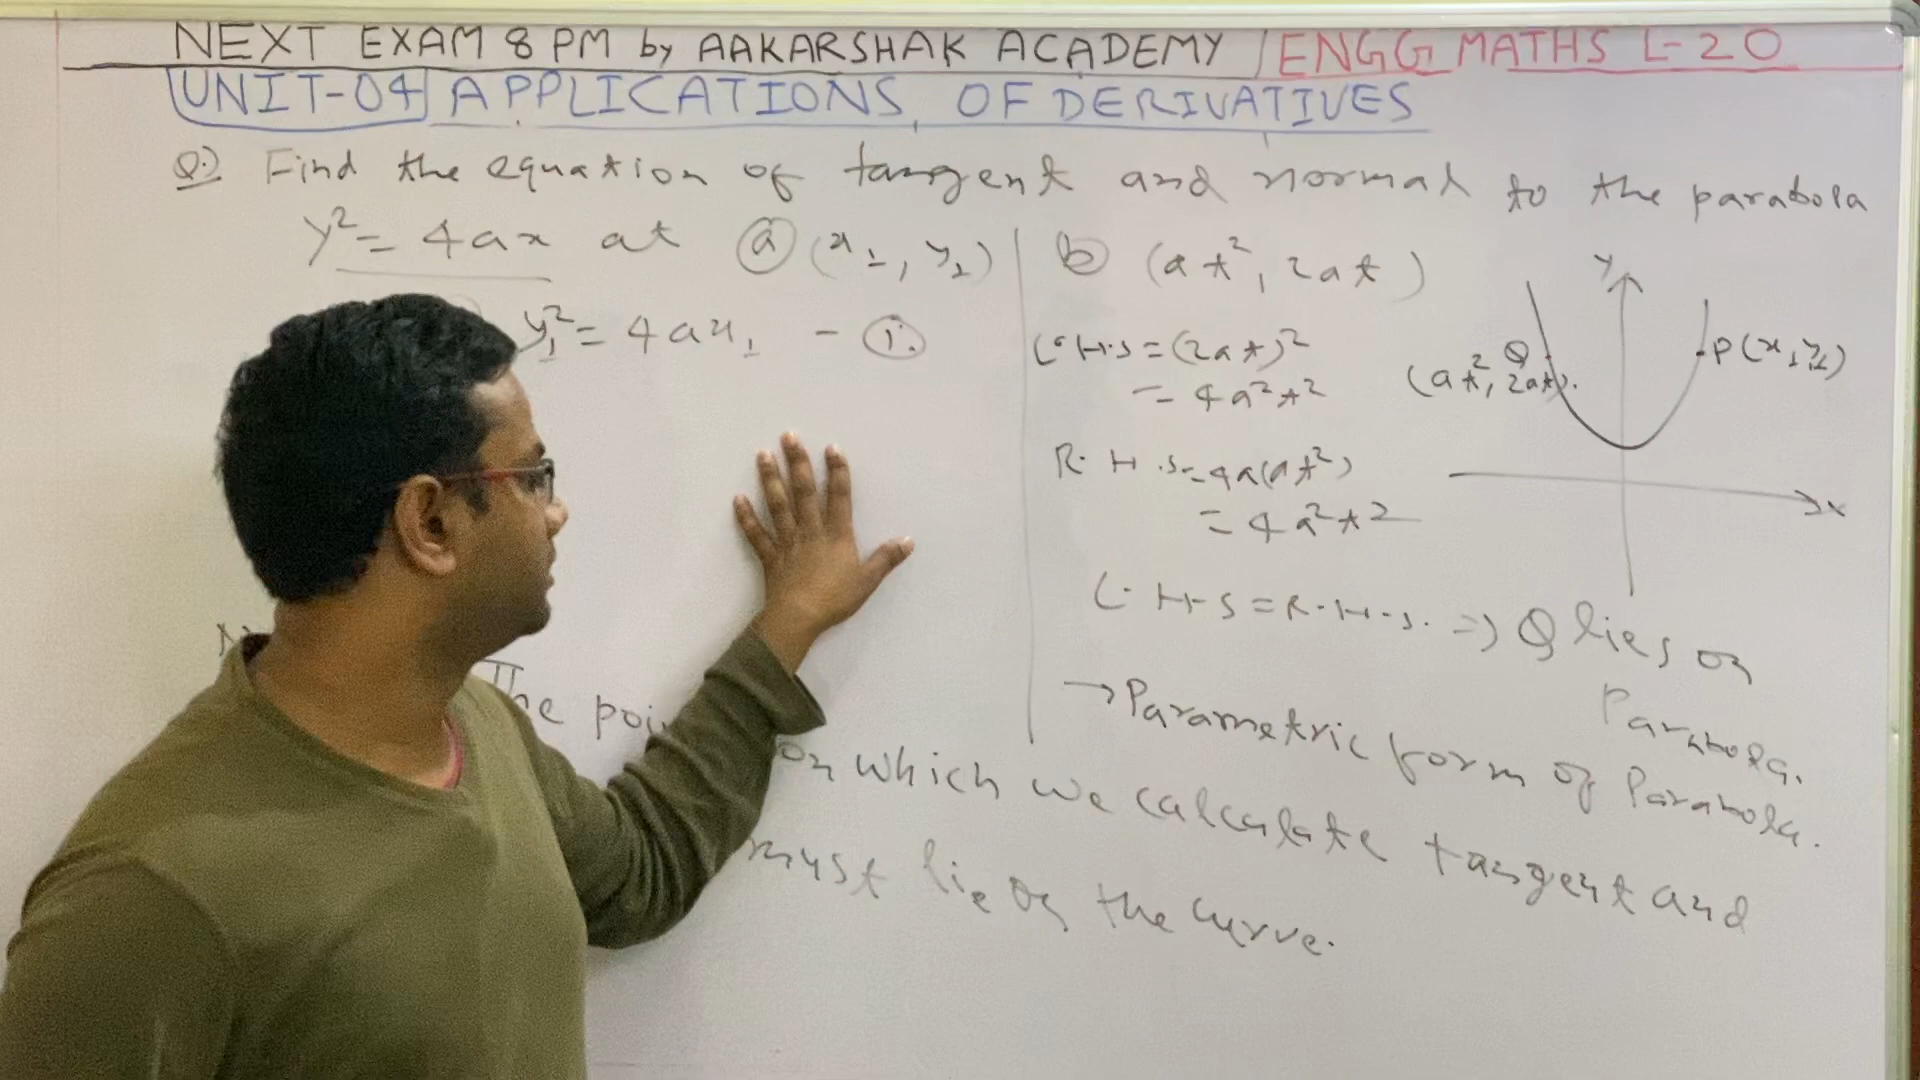 NEXT EXAM 8 PM by AAKARSHAK ACADEMY | ENGG MATHS L-20
UNIT-04 APPLICATIONS OF DERIVATIVES
Q.) Find the equation of tangent and normal to the parabola
y² = 4ax at ⓐ (x₁, y₁) | ⓑ (at², 2at)
y₁² = 4ax₁ - ①
L.H.S = (2at)²
= 4a²t²
R.H.S = 4a(at²)
= 4a²t²
L.H.S = R.H.S. => Q lies on
Parabola.
→ Parametric form of Parabola.
y
P(x₁, y₁)
Q
(at², 2at)
x
The poi
on which we calculate tangent and
must lie on the curve.